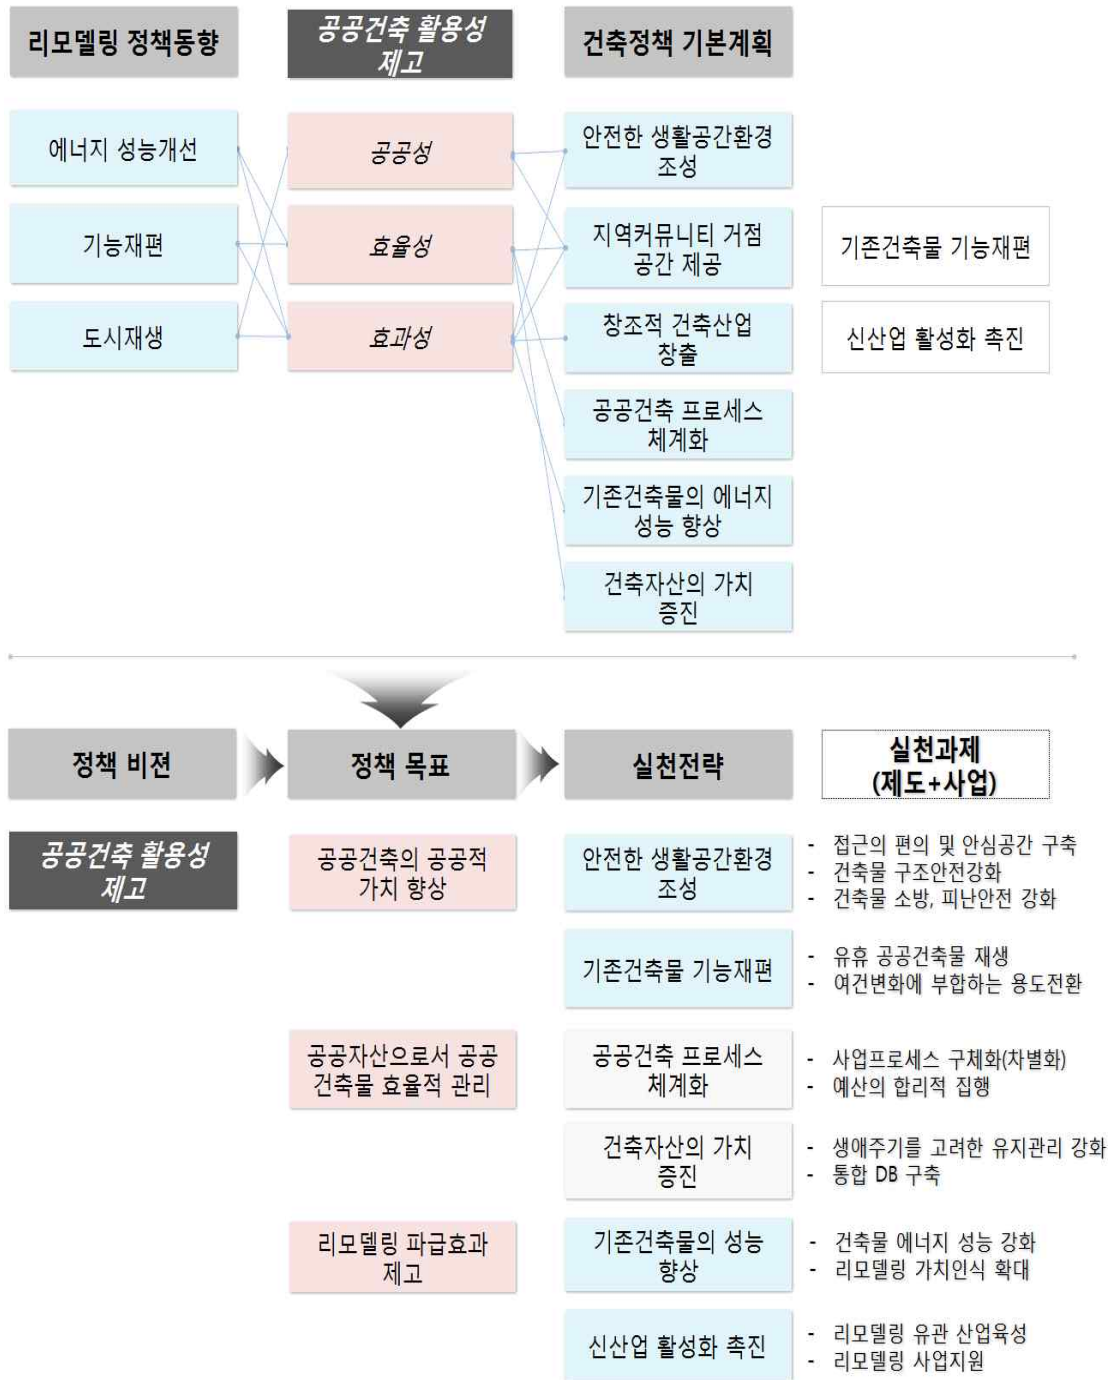 리모델링 정책동향
공공건축 활용성
제고
건축정책 기본계획
에너지 성능개선
공공성
안전한 생활공간환경
조성
기능재편
효율성
지역커뮤니티 거점
공간 제공
기존건축물 기능재편
도시재생
효과성
창조적 건축산업
창출
신산업 활성화 촉진
공공건축 프로세스
체계화
기존건축물의 에너지
성능 향상
건축자산의 가치
증진
정책 비젼
정책 목표
실천전략
실천과제
(제도+사업)
공공건축 활용성
제고
공공건축의 공공적
가치 향상
안전한 생활공간환경
조성
- 접근의 편의 및 안심공간 구축
- 건축물 구조안전강화
- 건축물 소방, 피난안전 강화
기존건축물 기능재편
- 유휴 공공건축물 재생
- 여건변화에 부합하는 용도전환
공공자산으로서 공공
건축물 효율적 관리
공공건축 프로세스
체계화
- 사업프로세스 구체화(차별화)
- 예산의 합리적 집행
건축자산의 가치
증진
- 생애주기를 고려한 유지관리 강화
- 통합 DB 구축
리모델링 파급효과
제고
기존건축물의 성능
향상
- 건축물 에너지 성능 강화
- 리모델링 가치인식 확대
신산업 활성화 촉진
- 리모델링 유관 산업육성
- 리모델링 사업지원